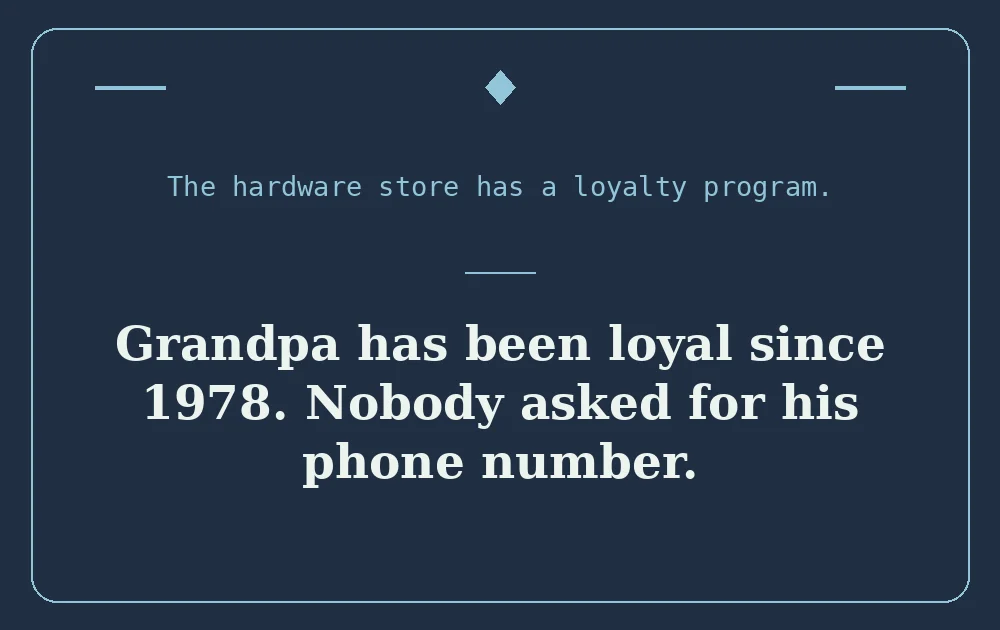 The hardware store has a loyalty program.
Grandpa has been loyal since
1978. Nobody asked for his
phone number.